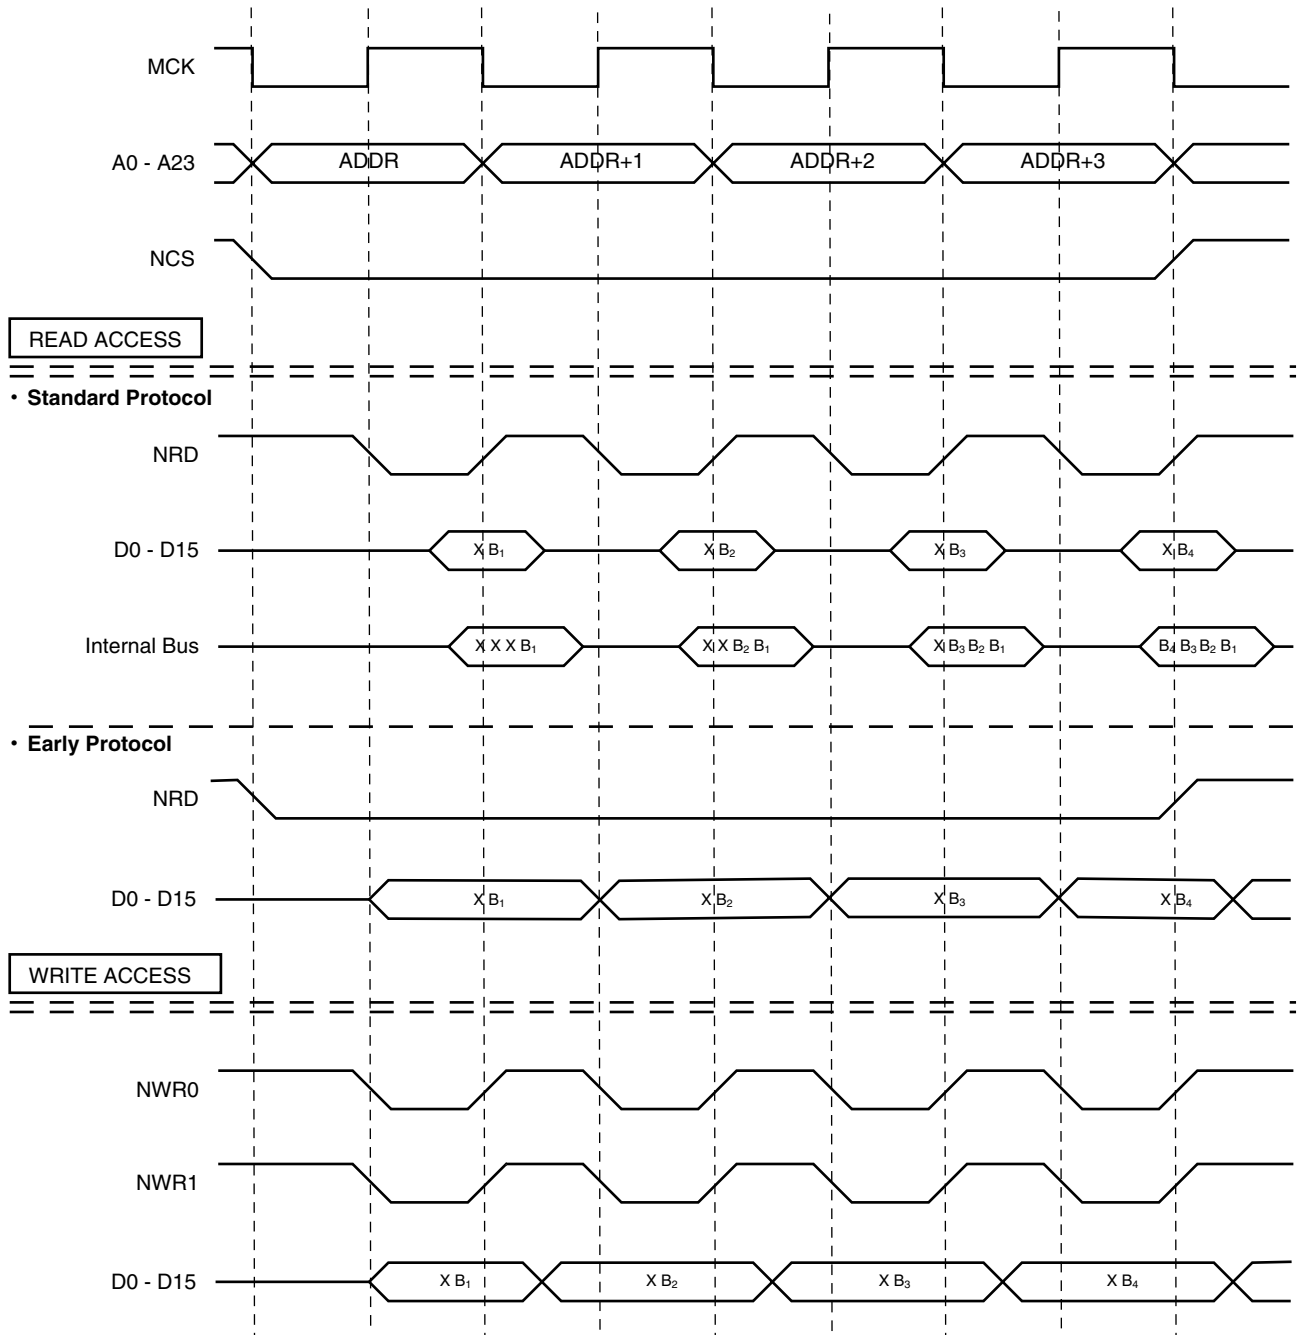 MCK
A0 - A23 ADDR ADDR+1 ADDR+2 ADDR+3
NCS
READ ACCESS
• Standard Protocol
NRD
D0 - D15 X B₁ X B₂ X B₃ X B₄
Internal Bus X X X B₁ X X B₂ B₁ X B₃ B₂ B₁ B₄ B₃ B₂ B₁
• Early Protocol
NRD
D0 - D15 X B₁ X B₂ X B₃ X B₄
WRITE ACCESS
NWR0
NWR1
D0 - D15 X B₁ X B₂ X B₃ X B₄